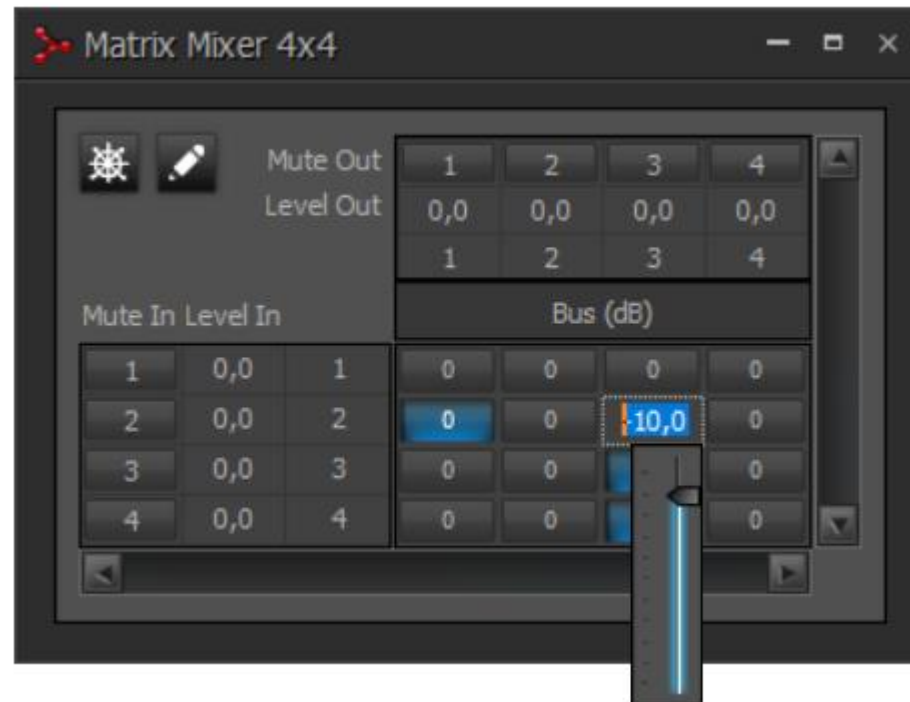 Matrix Mixer 4x4
Mute Out 1 2 3 4
Level Out 0,0 0,0 0,0 0,0
1 2 3 4
Mute In Level In Bus (dB)
1 0,0 1 0 0 0 0
2 0,0 2 0 0 -10,0 0
3 0,0 3 0 0 0
4 0,0 4 0 0 0